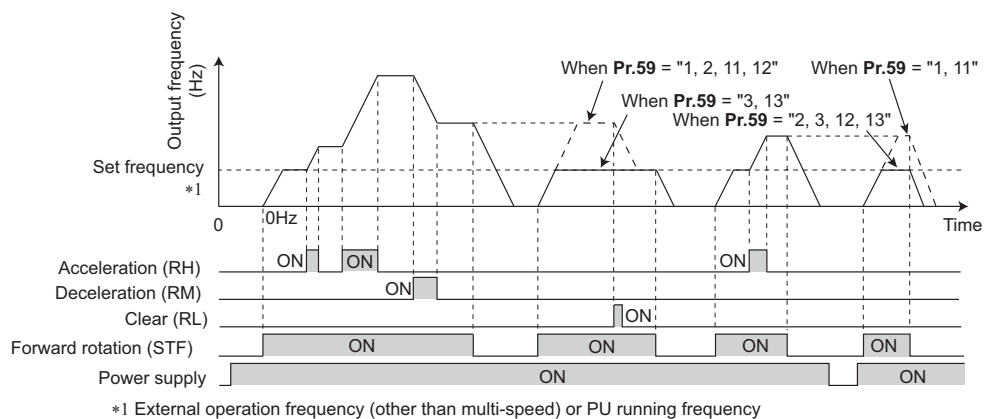 Output frequency (Hz)
When Pr.59 = "1, 2, 11, 12"
When Pr.59 = "1, 11"
When Pr.59 = "3, 13"
When Pr.59 = "2, 3, 12, 13"
Set frequency
*1
0
0Hz
Time
Acceleration (RH)
ON
ON
ON
Deceleration (RM)
ON
Clear (RL)
ON
Forward rotation (STF)
ON
ON
ON
ON
Power supply
ON
ON
*1 External operation frequency (other than multi-speed) or PU running frequency